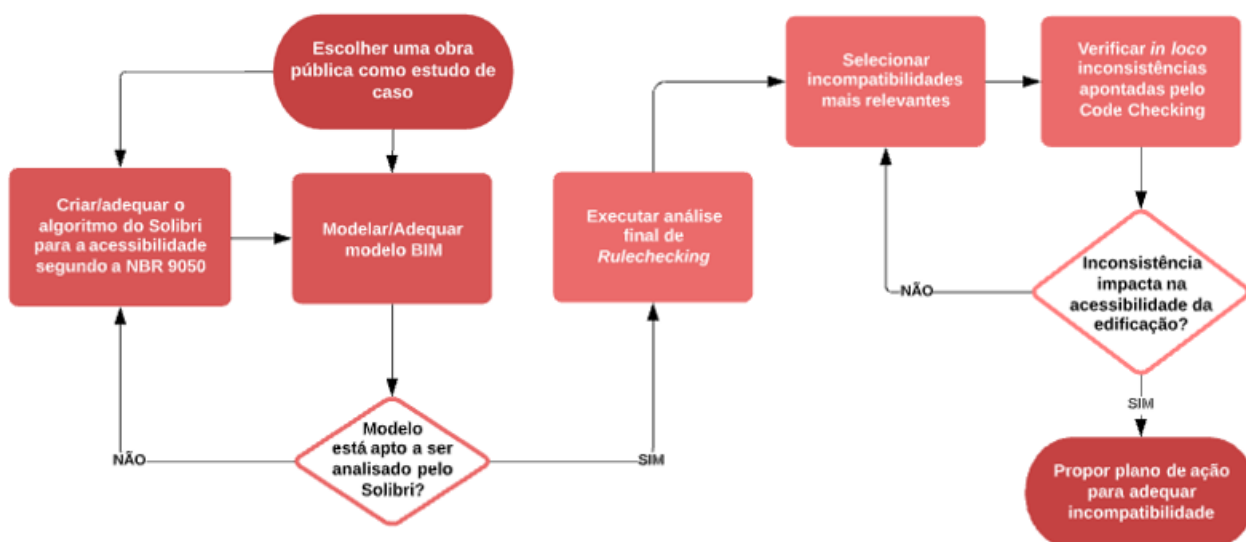 Escolher uma obra
pública como estudo de
caso
Criar/adequar o
algoritmo do Solibri
para a acessibilidade
segundo a NBR 9050
Modelar/Adequar
modelo BIM
Modelo
está apto a ser
analisado pelo
Solibri?
NÃO
SIM
Executar análise
final de
Rulechecking
Selecionar
incompatibilidades
mais relevantes
Verificar in loco
inconsistências
apontadas pelo
Code Checking
Inconsistência
impacta na
acessibilidade da
edificação?
NÃO
SIM
Propor plano de ação
para adequar
incompatibilidade